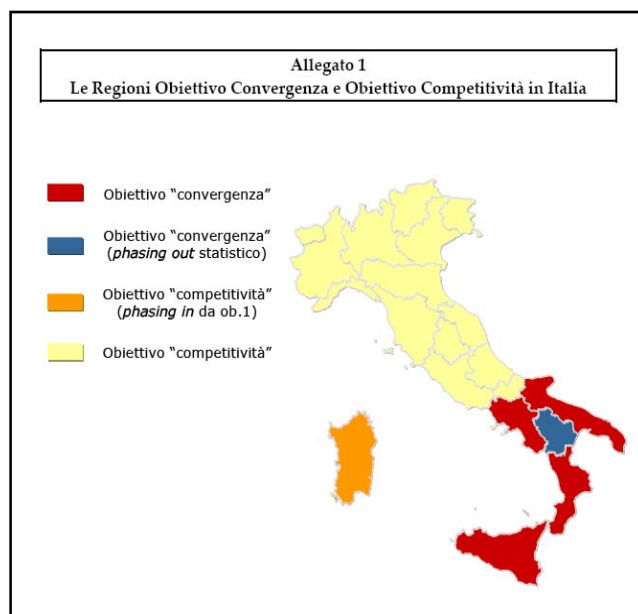 Allegato 1
Le Regioni Obiettivo Convergenza e Obiettivo Competitività in Italia
Obiettivo “convergenza”
Obiettivo “convergenza”
(phasing out statistico)
Obiettivo “competitività”
(phasing in da ob.1)
Obiettivo “competitività”